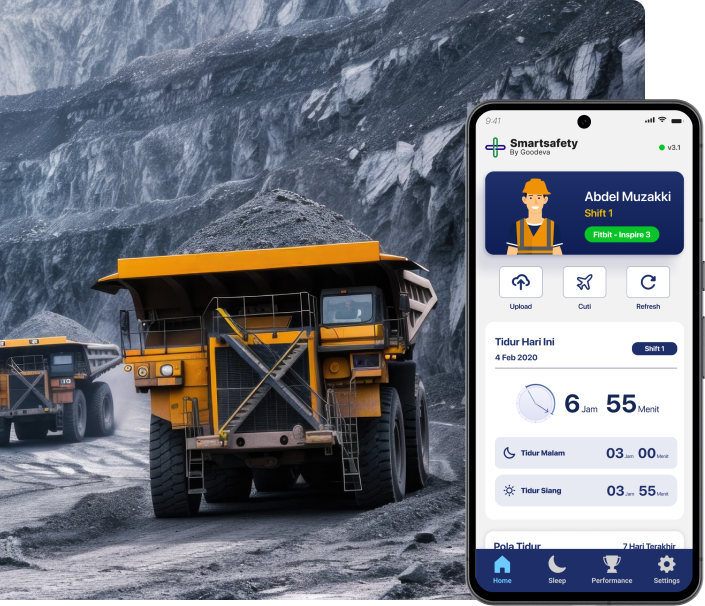 9:41
Smartsafety
By Goodeva
v3.1
Abdel Muzakki
Shift 1
Fitbit - Inspire 3
Upload
Cuti
Refresh
Tidur Hari Ini
4 Feb 2020
Shift 1
6 Jam 55 Menit
Tidur Malam 03 Jam 00 Menit
Tidur Siang 03 Jam 55 Menit
Pola Tidur 7 Hari Terakhir
Home
Sleep
Performance
Settings